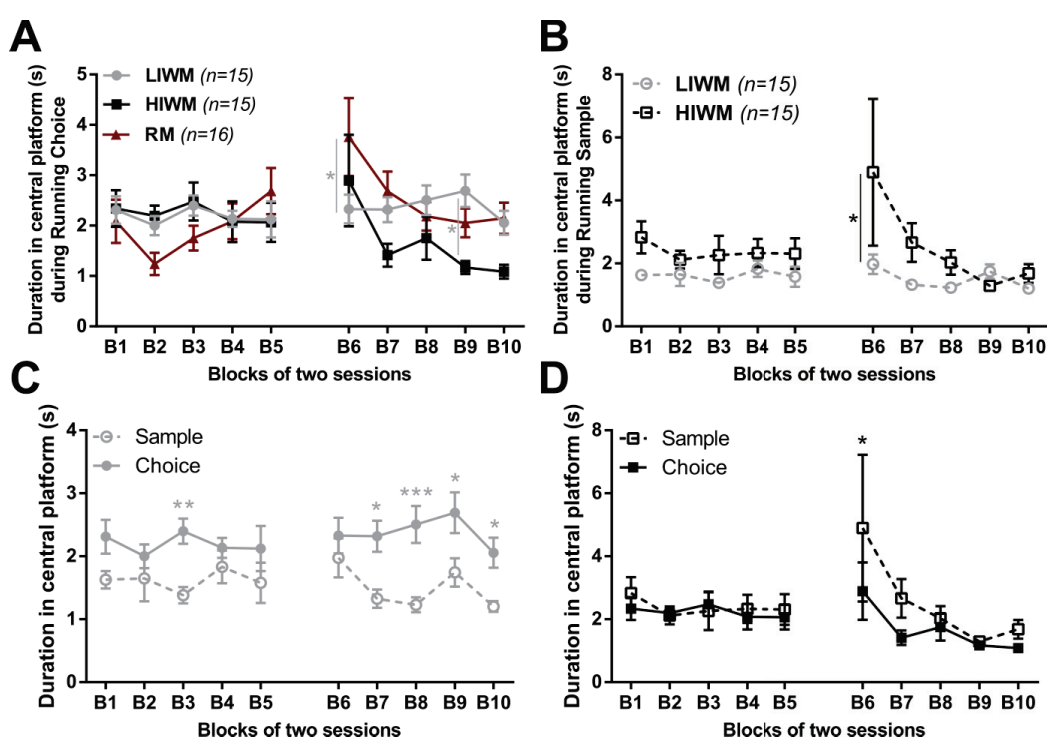 A
Duration in central platform (s)
during Running Choice
5
4
3
2
1
0
LIWM (n=15)
HIWM (n=15)
RM (n=16)
*
*
B1 B2 B3 B4 B5 B6 B7 B8 B9 B10
Blocks of two sessions
B
Duration in central platform (s)
during Running Sample
8
6
4
2
0
LIWM (n=15)
HIWM (n=15)
*
B1 B2 B3 B4 B5 B6 B7 B8 B9 B10
Blocks of two sessions
C
Duration in central platform (s)
4
3
2
1
0
Sample
Choice
** * *** * *
B1 B2 B3 B4 B5 B6 B7 B8 B9 B10
Blocks of two sessions
D
Duration in central platform (s)
8
6
4
2
0
Sample
Choice
*
B1 B2 B3 B4 B5 B6 B7 B8 B9 B10
Blocks of two sessions